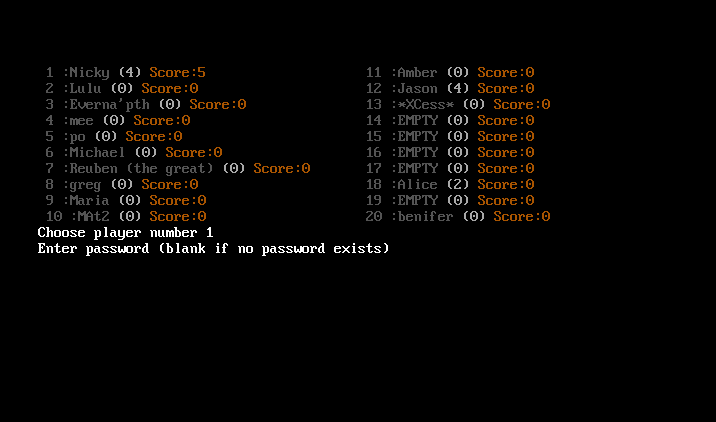 1 :Nicky (4) Score:5
2 :Lulu (0) Score:0
3 :Everna'pth (0) Score:0
4 :mee (0) Score:0
5 :po (0) Score:0
6 :Michael (0) Score:0
7 :Reuben (the great) (0) Score:0
8 :greg (0) Score:0
9 :Maria (0) Score:0
10 :MAt2 (0) Score:0
11 :Amber (0) Score:0
12 :Jason (4) Score:0
13 :*XCess* (0) Score:0
14 :EMPTY (0) Score:0
15 :EMPTY (0) Score:0
16 :EMPTY (0) Score:0
17 :EMPTY (0) Score:0
18 :Alice (2) Score:0
19 :EMPTY (0) Score:0
20 :benifer (0) Score:0
Choose player number 1
Enter password (blank if no password exists)